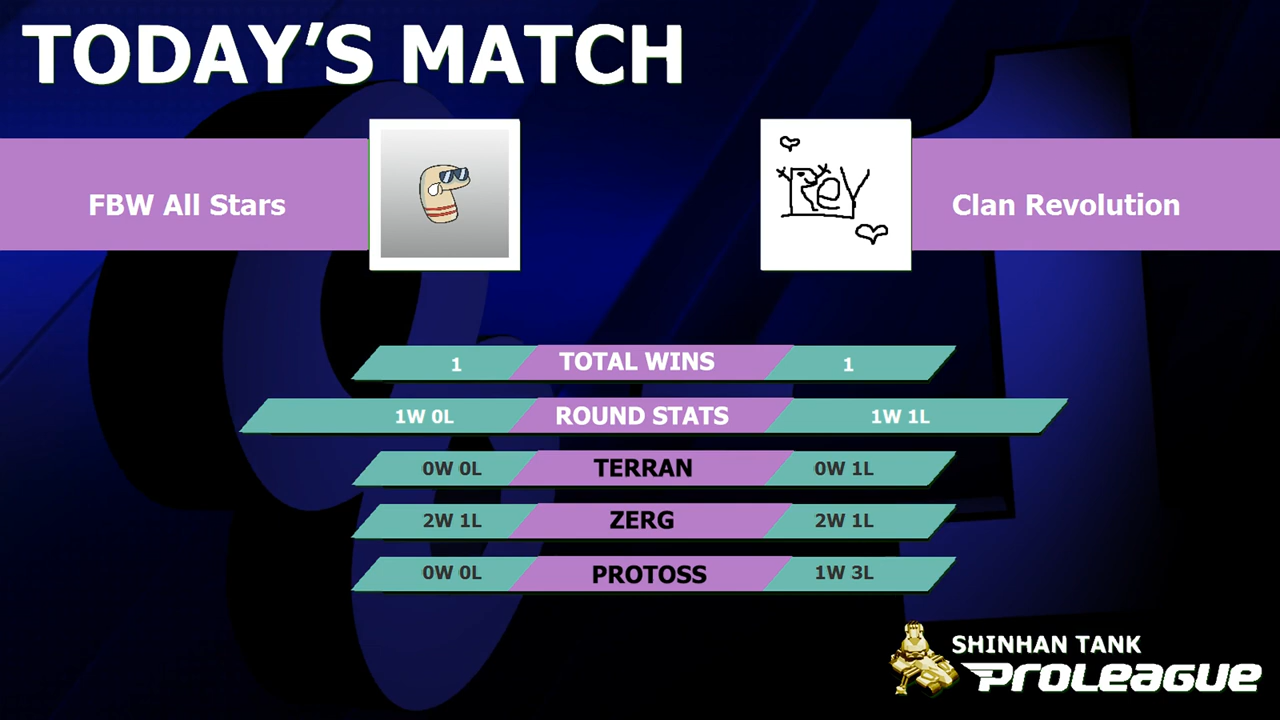 TODAY'S MATCH
FBW All Stars
Rev
Clan Revolution
1 TOTAL WINS 1
1W 0L ROUND STATS 1W 1L
0W 0L TERRAN 0W 1L
2W 1L ZERG 2W 1L
0W 0L PROTOSS 1W 3L
SHINHAN TANK
PROLEAGUE